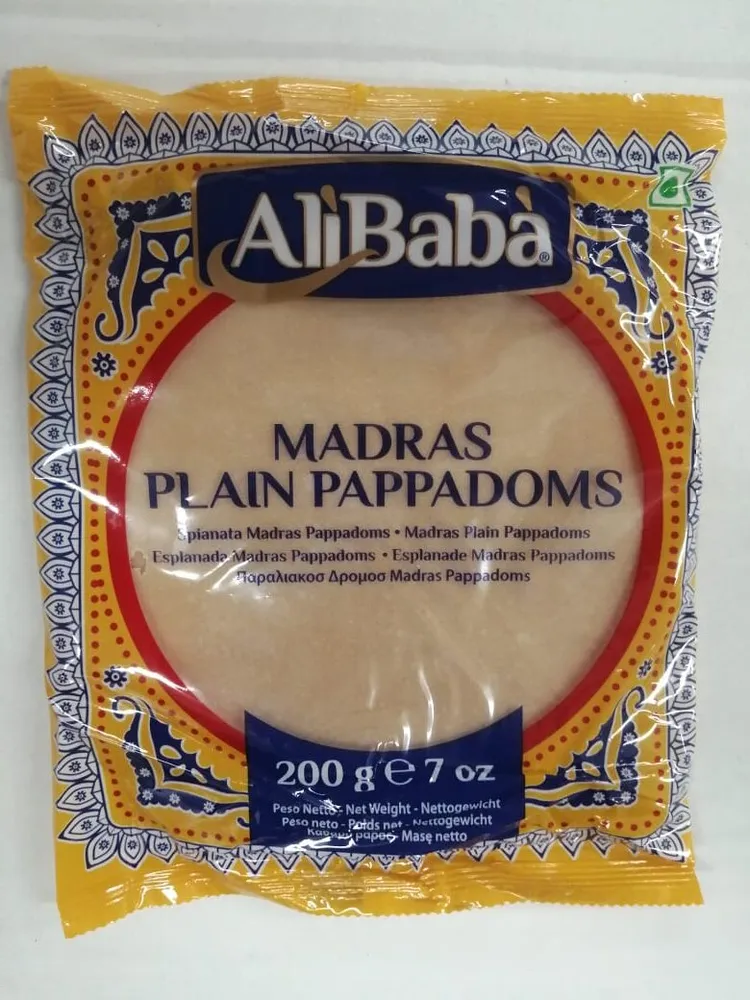 AlìBabà®
MADRAS
PLAIN PAPPADOMS
Spianata Madras Pappadoms • Madras Plain Pappadoms
Esplanada Madras Pappadoms • Esplanade Madras Pappadoms
Παραλιακοσ Δρομοσ Madras Pappadoms
200 g e 7 oz
Peso Netto - Net Weight - Nettogewicht
Peso neto - Poids net - Nettogewicht
- Masę netto